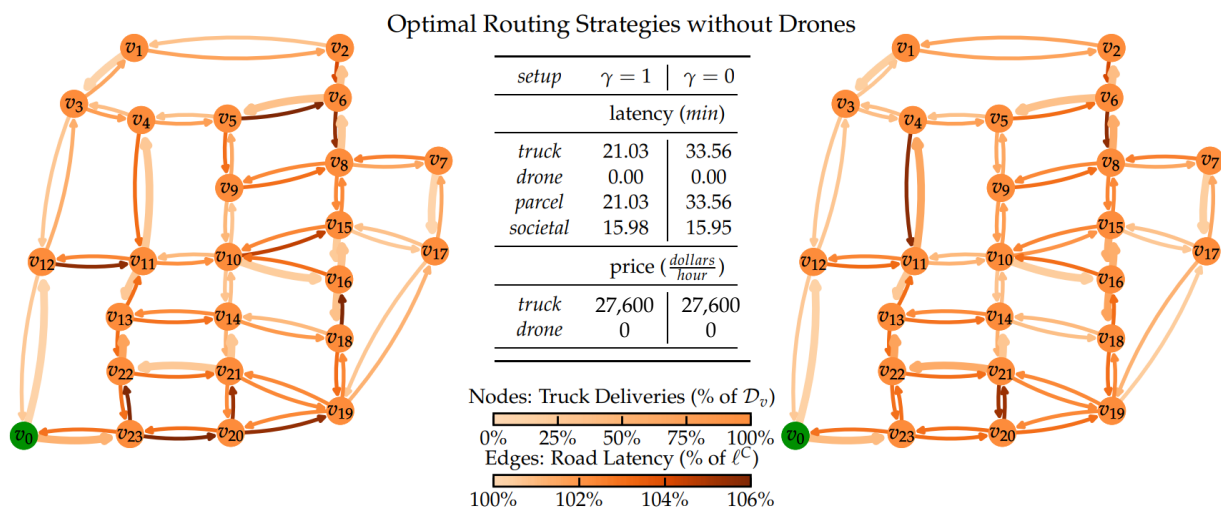 Optimal Routing Strategies without Drones
v1
v2
v3
v6
v4
v5
v8
v7
v9
v15
v17
v12
v11
v10
v16
v13
v14
v18
v22
v21
v19
v0
v23
v20
setup γ = 1 γ = 0
latency (min)
truck 21.03 33.56
drone 0.00 0.00
parcel 21.03 33.56
societal 15.98 15.95
price (dollars/hour)
truck 27,600 27,600
drone 0 0
Nodes: Truck Deliveries (% of 𝒟v)
0% 25% 50% 75% 100%
Edges: Road Latency (% of ℓ^C)
100% 102% 104% 106%
v1
v2
v3
v6
v4
v5
v8
v7
v9
v15
v17
v12
v11
v10
v16
v13
v14
v18
v22
v21
v19
v0
v23
v20